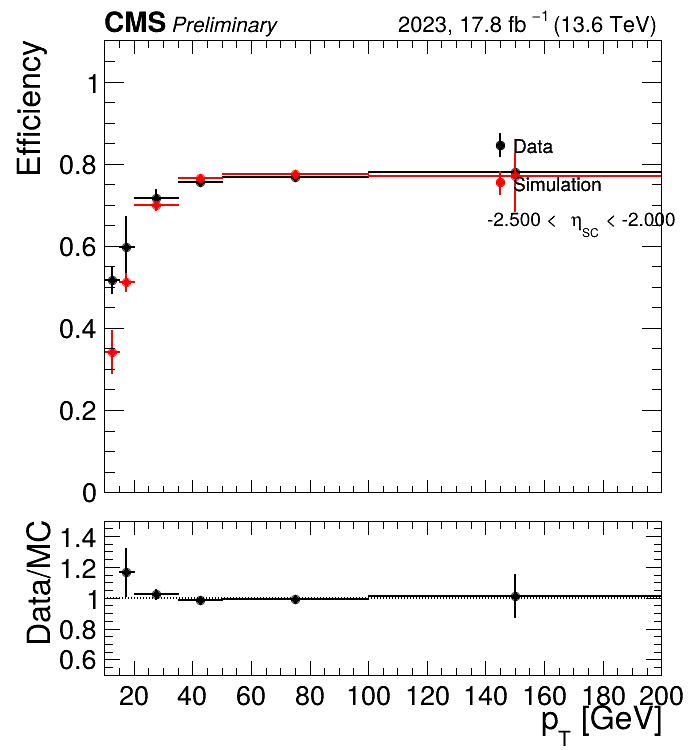 CMS Preliminary 2023, 17.8 fb⁻¹ (13.6 TeV)
Efficiency
1
0.8
0.6
0.4
0.2
0
Data
Simulation
-2.500 < η_SC < -2.000
Data/MC
1.4
1.2
1
0.8
0.6
20 40 60 80 100 120 140 160 180 200
p_T [GeV]